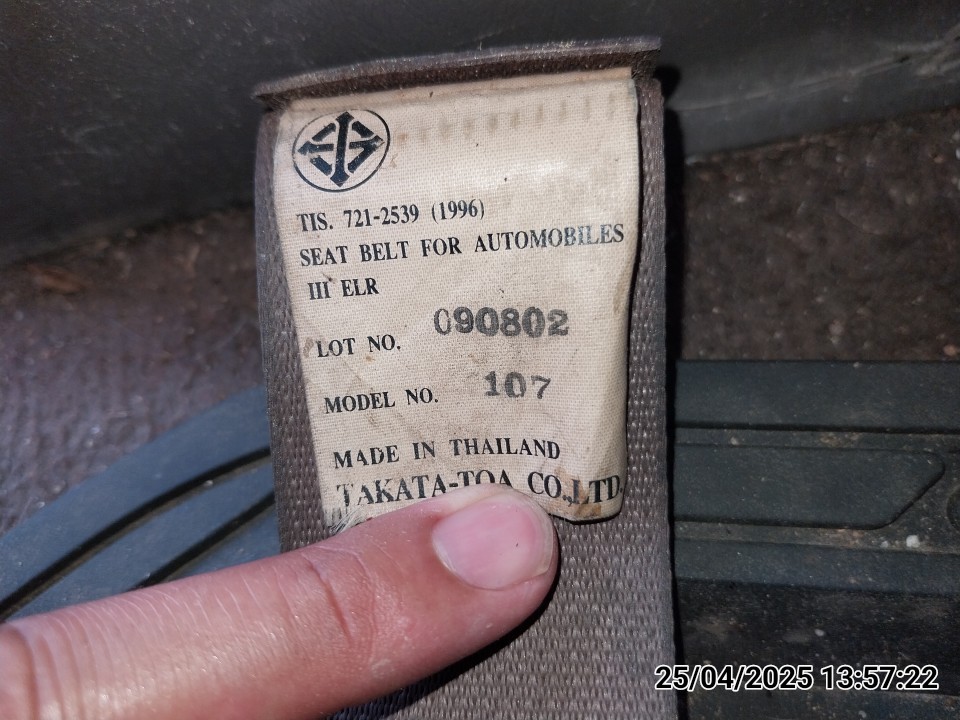 TIS. 721-2539 (1996)
SEAT BELT FOR AUTOMOBILES
III ELR
LOT NO. 090802
MODEL NO. 107
MADE IN THAILAND
TAKATA-TOA CO.,LTD.
25/04/2025 13:57:22